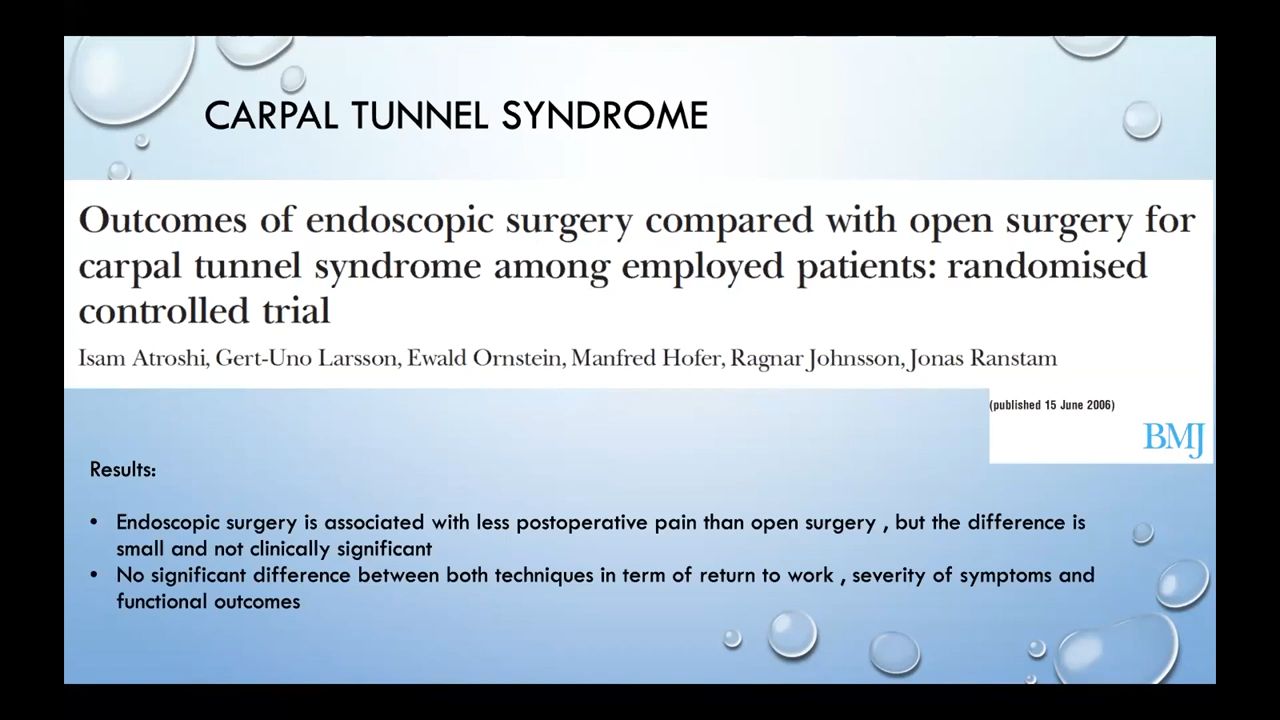 CARPAL TUNNEL SYNDROME
Outcomes of endoscopic surgery compared with open surgery for
carpal tunnel syndrome among employed patients: randomised
controlled trial
Isam Atroshi, Gert-Uno Larsson, Ewald Ornstein, Manfred Hofer, Ragnar Johnsson, Jonas Ranstam
(published 15 June 2006)
BMJ
Results:
• Endoscopic surgery is associated with less postoperative pain than open surgery , but the difference is
small and not clinically significant
• No significant difference between both techniques in term of return to work , severity of symptoms and
functional outcomes